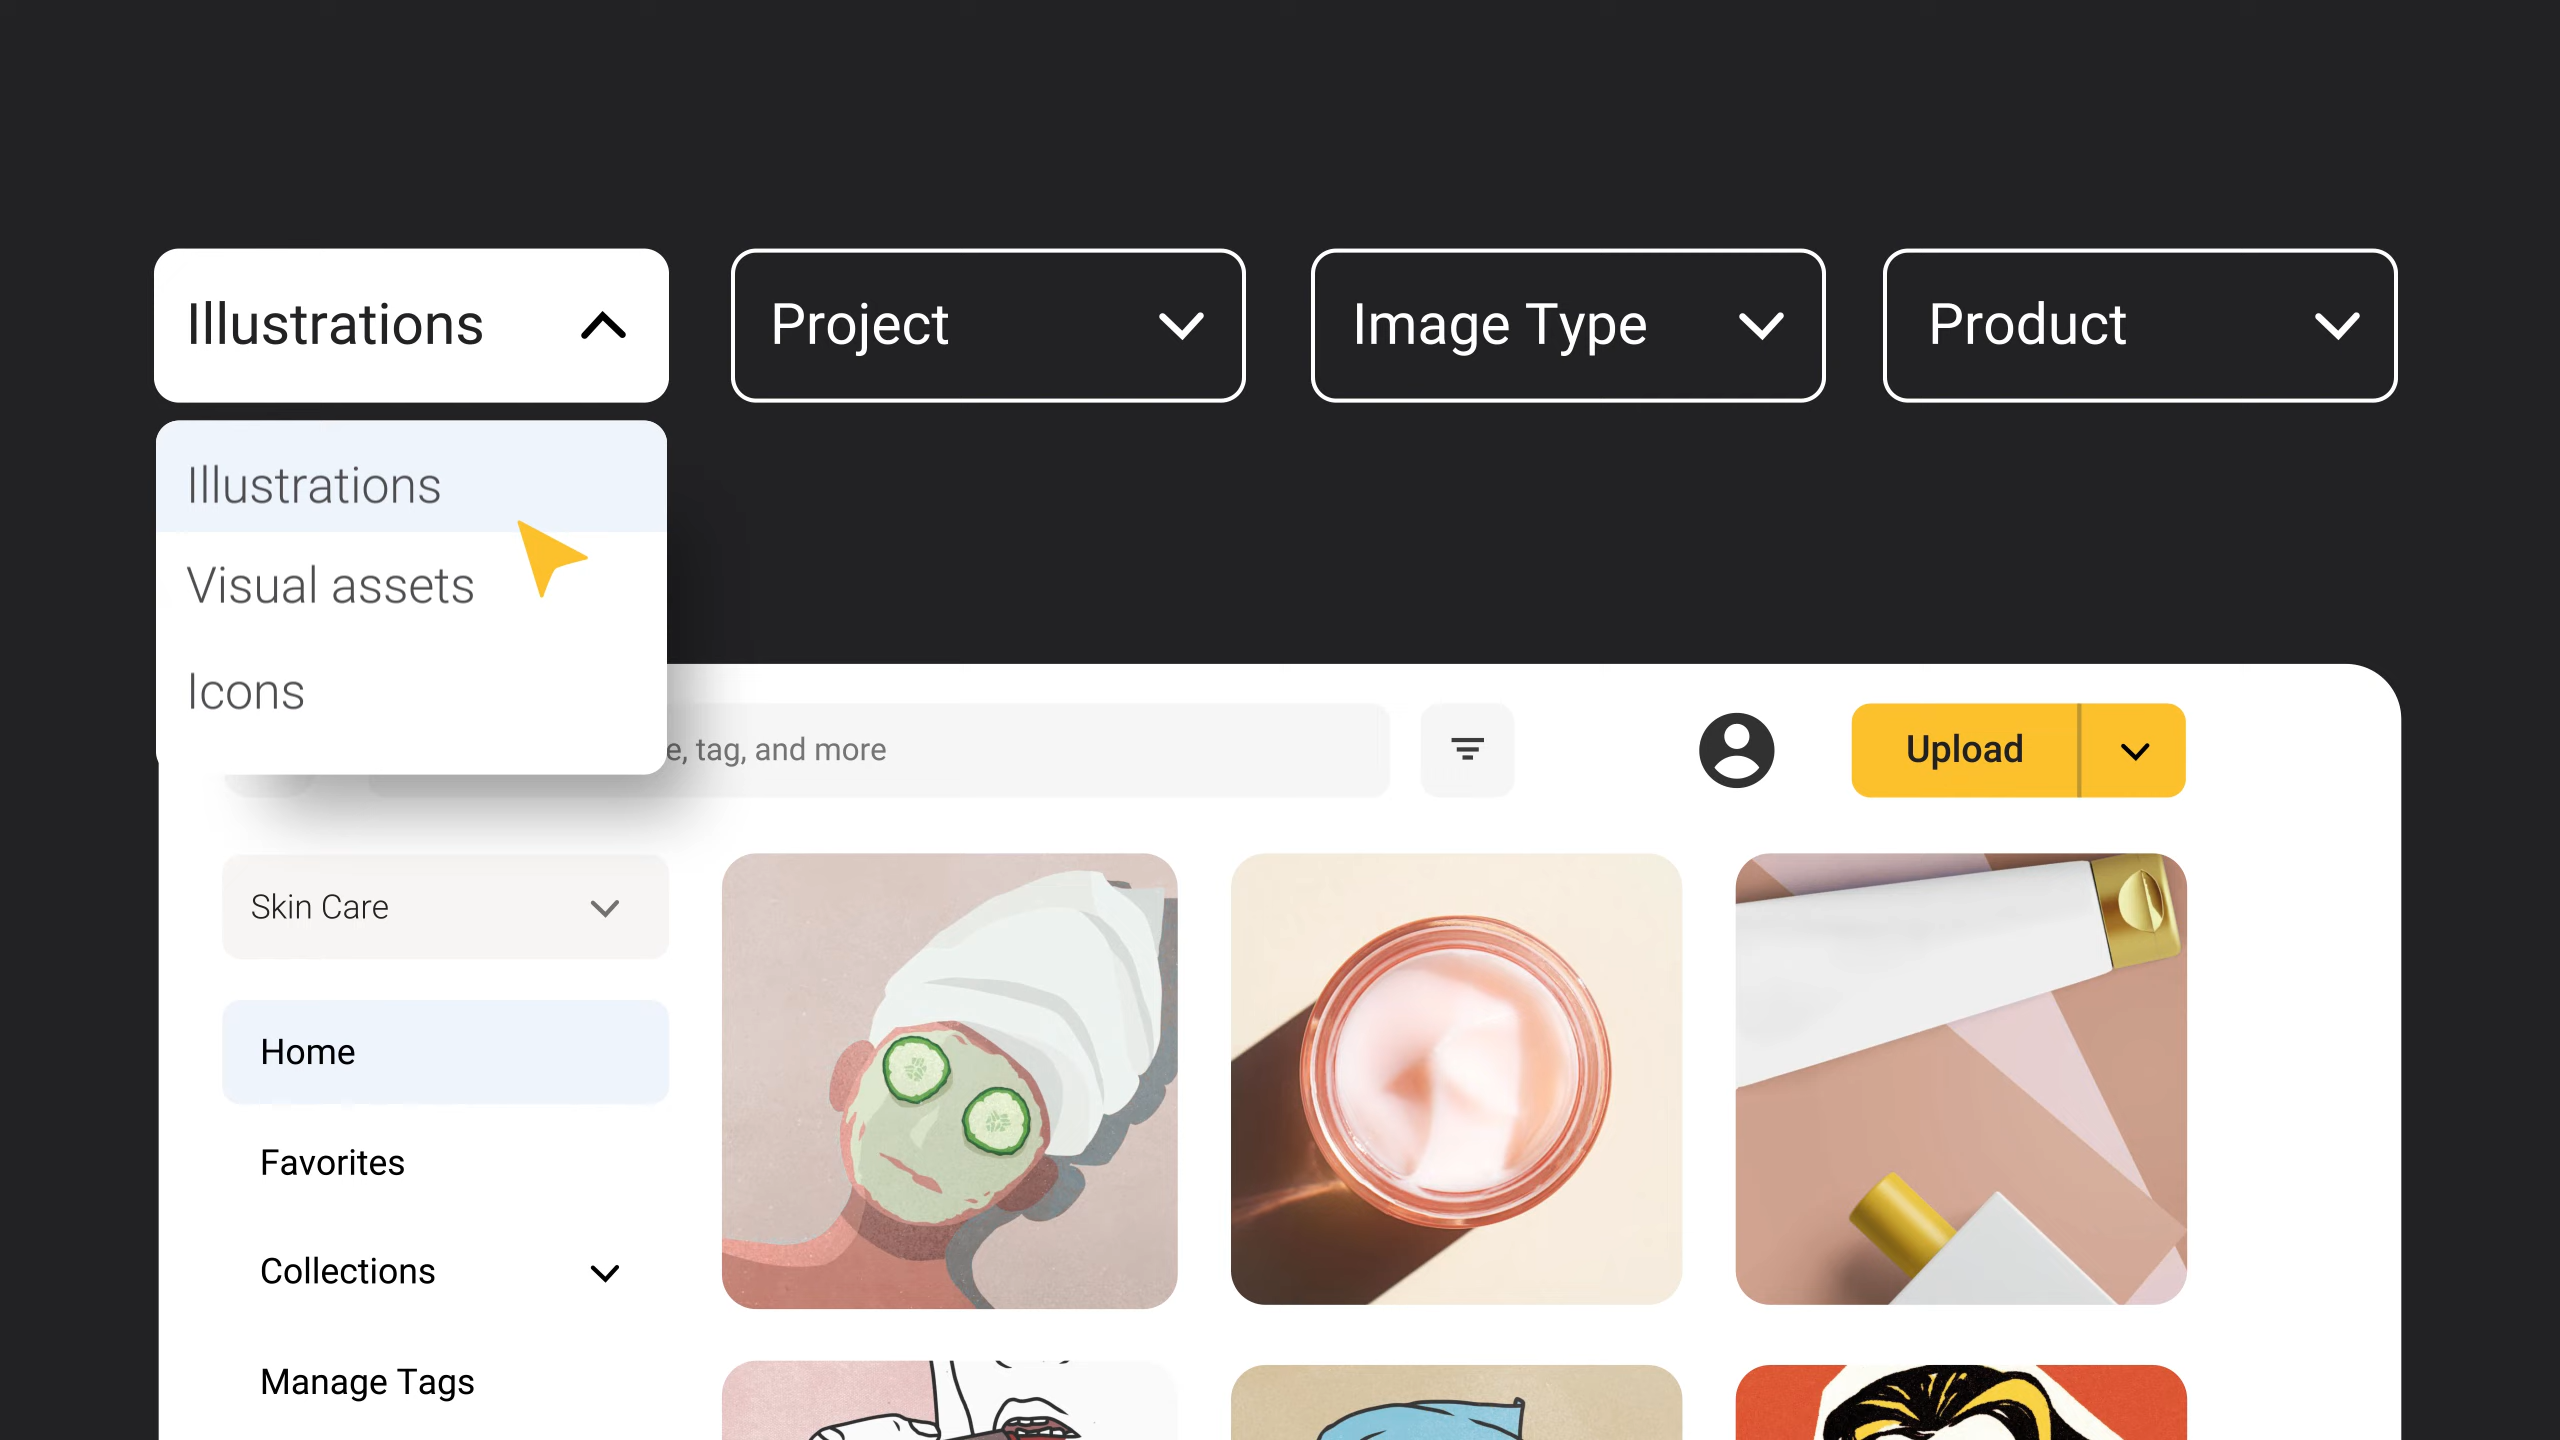 Illustrations
Project
Image Type
Product
Illustrations
Visual assets
Icons
tag, and more
Upload
Skin Care
Home
Favorites
Collections
Manage Tags